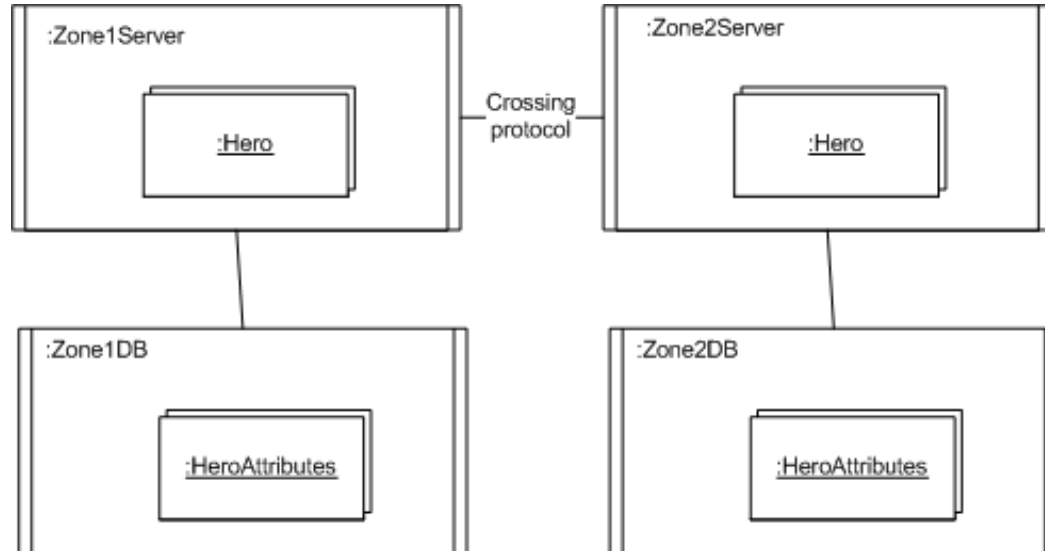 :Zone1Server
:Zone2Server
:Hero
Crossing
protocol
:Hero
:Zone1DB
:Zone2DB
:HeroAttributes
:HeroAttributes